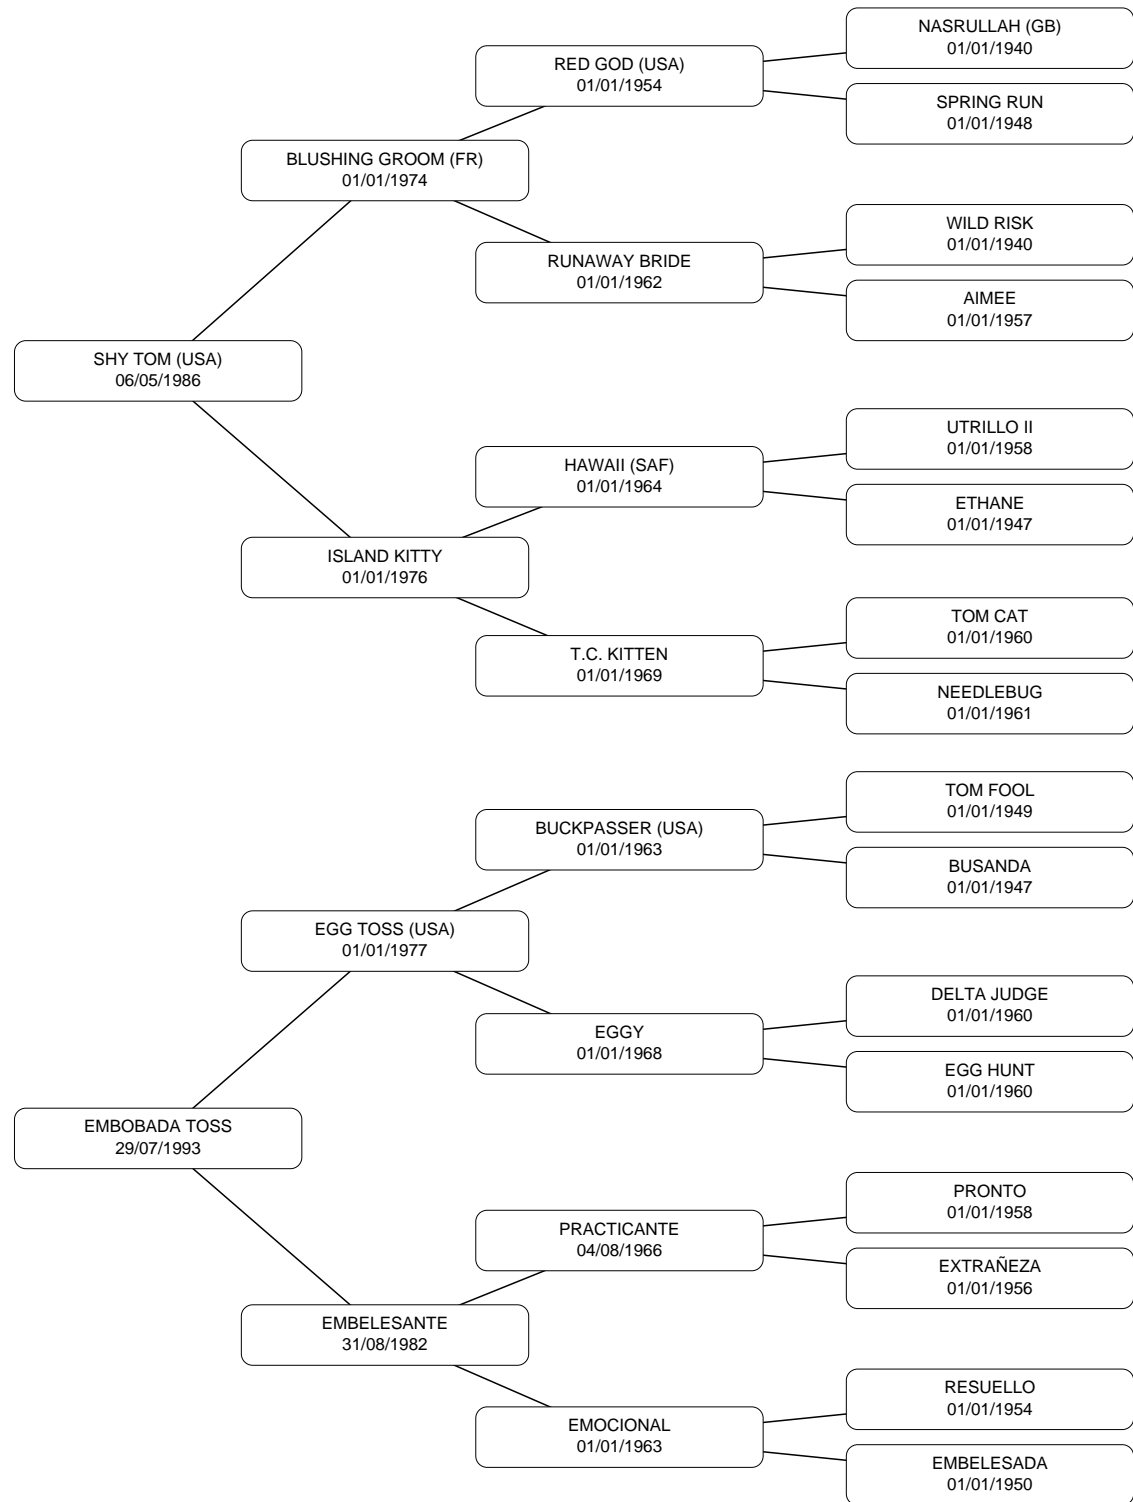 NASRULLAH (GB)
01/01/1940
RED GOD (USA)
01/01/1954
SPRING RUN
01/01/1948
BLUSHING GROOM (FR)
01/01/1974
WILD RISK
01/01/1940
RUNAWAY BRIDE
01/01/1962
AIMEE
01/01/1957
SHY TOM (USA)
06/05/1986
UTRILLO II
01/01/1958
HAWAII (SAF)
01/01/1964
ETHANE
01/01/1947
ISLAND KITTY
01/01/1976
TOM CAT
01/01/1960
T.C. KITTEN
01/01/1969
NEEDLEBUG
01/01/1961
TOM FOOL
01/01/1949
BUCKPASSER (USA)
01/01/1963
BUSANDA
01/01/1947
EGG TOSS (USA)
01/01/1977
DELTA JUDGE
01/01/1960
EGGY
01/01/1968
EGG HUNT
01/01/1960
EMBOBADA TOSS
29/07/1993
PRONTO
01/01/1958
PRACTICANTE
04/08/1966
EXTRAÑEZA
01/01/1956
EMBELESANTE
31/08/1982
RESUELLO
01/01/1954
EMOCIONAL
01/01/1963
EMBELESADA
01/01/1950